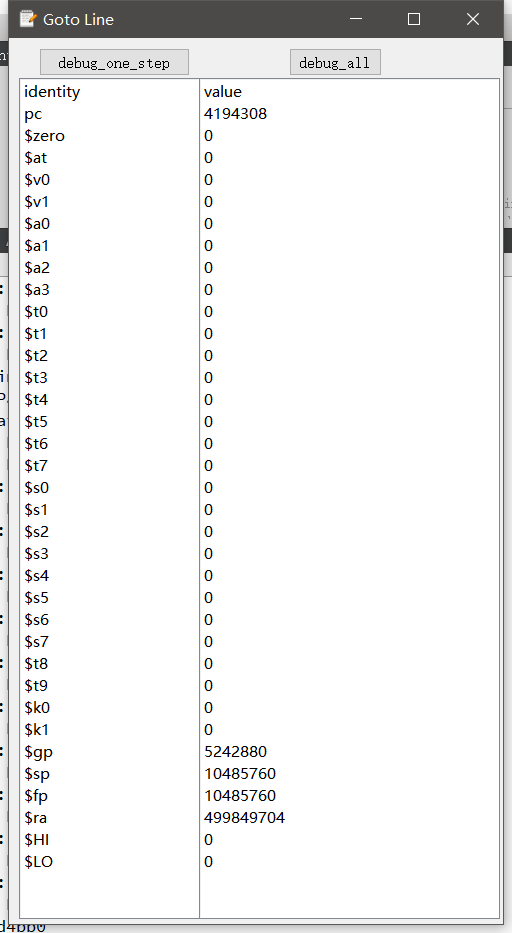 Goto Line
debug_one_step debug_all
identity value
pc 4194308
$zero 0
$at 0
$v0 0
$v1 0
$a0 0
$a1 0
$a2 0
$a3 0
$t0 0
$t1 0
$t2 0
$t3 0
$t4 0
$t5 0
$t6 0
$t7 0
$s0 0
$s1 0
$s2 0
$s3 0
$s4 0
$s5 0
$s6 0
$s7 0
$t8 0
$t9 0
$k0 0
$k1 0
$gp 5242880
$sp 10485760
$fp 10485760
$ra 499849704
$HI 0
$LO 0